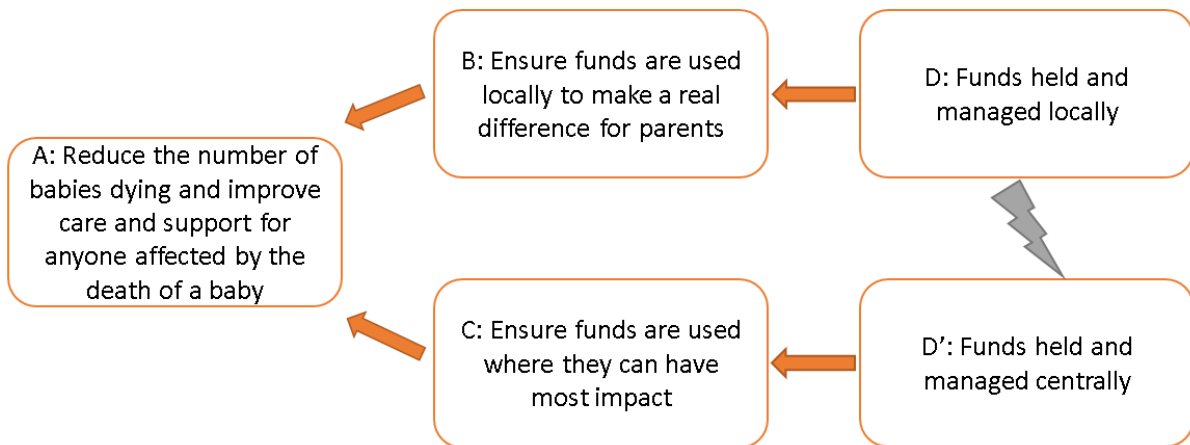 B: Ensure funds are used
locally to make a real
difference for parents
D: Funds held and
managed locally
A: Reduce the number of
babies dying and improve
care and support for
anyone affected by the
death of a baby
C: Ensure funds are used
where they can have
most impact
D’: Funds held and
managed centrally